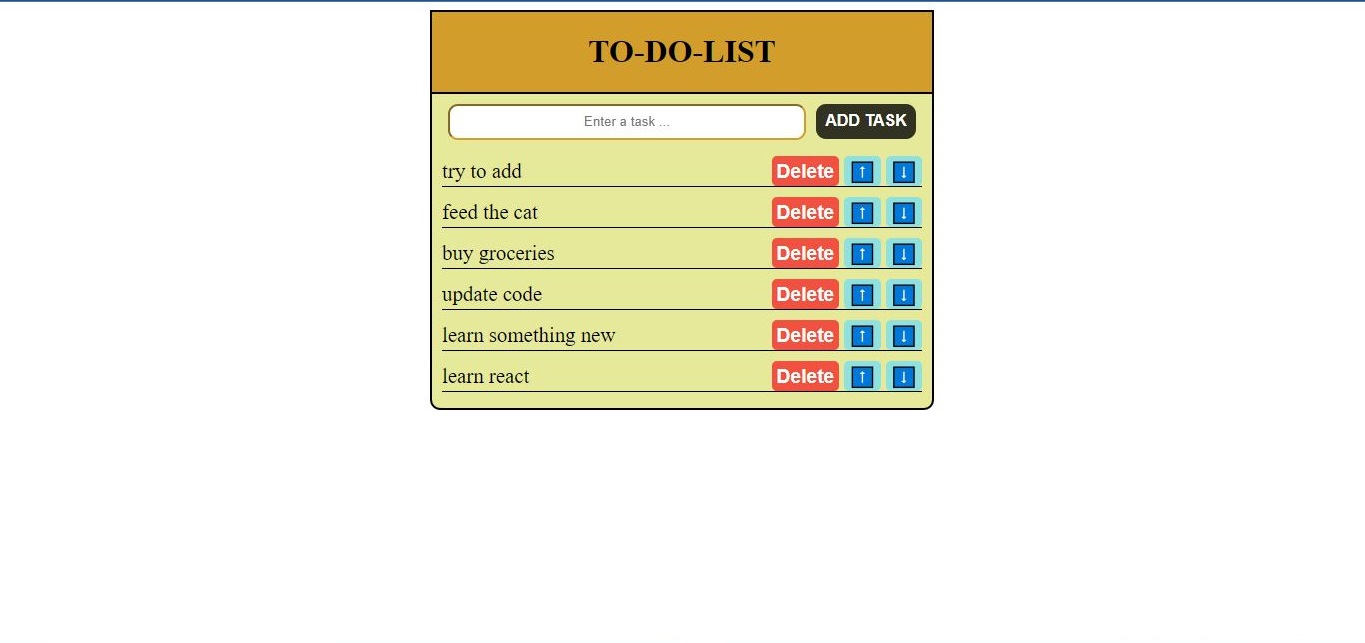 TO-DO-LIST
Enter a task ... ADD TASK
try to add Delete ↑ ↓
feed the cat Delete ↑ ↓
buy groceries Delete ↑ ↓
update code Delete ↑ ↓
learn something new Delete ↑ ↓
learn react Delete ↑ ↓